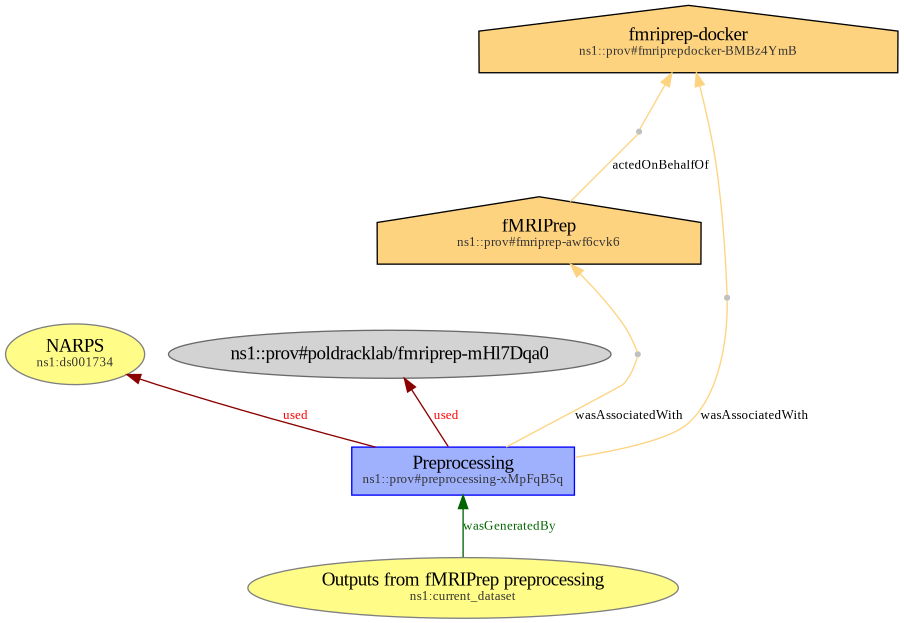 fmriprep-docker
ns1::prov#fmriprepdocker-BMBz4YmB
actedOnBehalfOf
fMRIPrep
ns1::prov#fmriprep-awf6cvk6
NARPS
ns1:ds001734
ns1::prov#poldracklab/fmriprep-mHl7Dqa0
used
used
wasAssociatedWith
wasAssociatedWith
Preprocessing
ns1::prov#preprocessing-xMpFqB5q
wasGeneratedBy
Outputs from fMRIPrep preprocessing
ns1:current_dataset